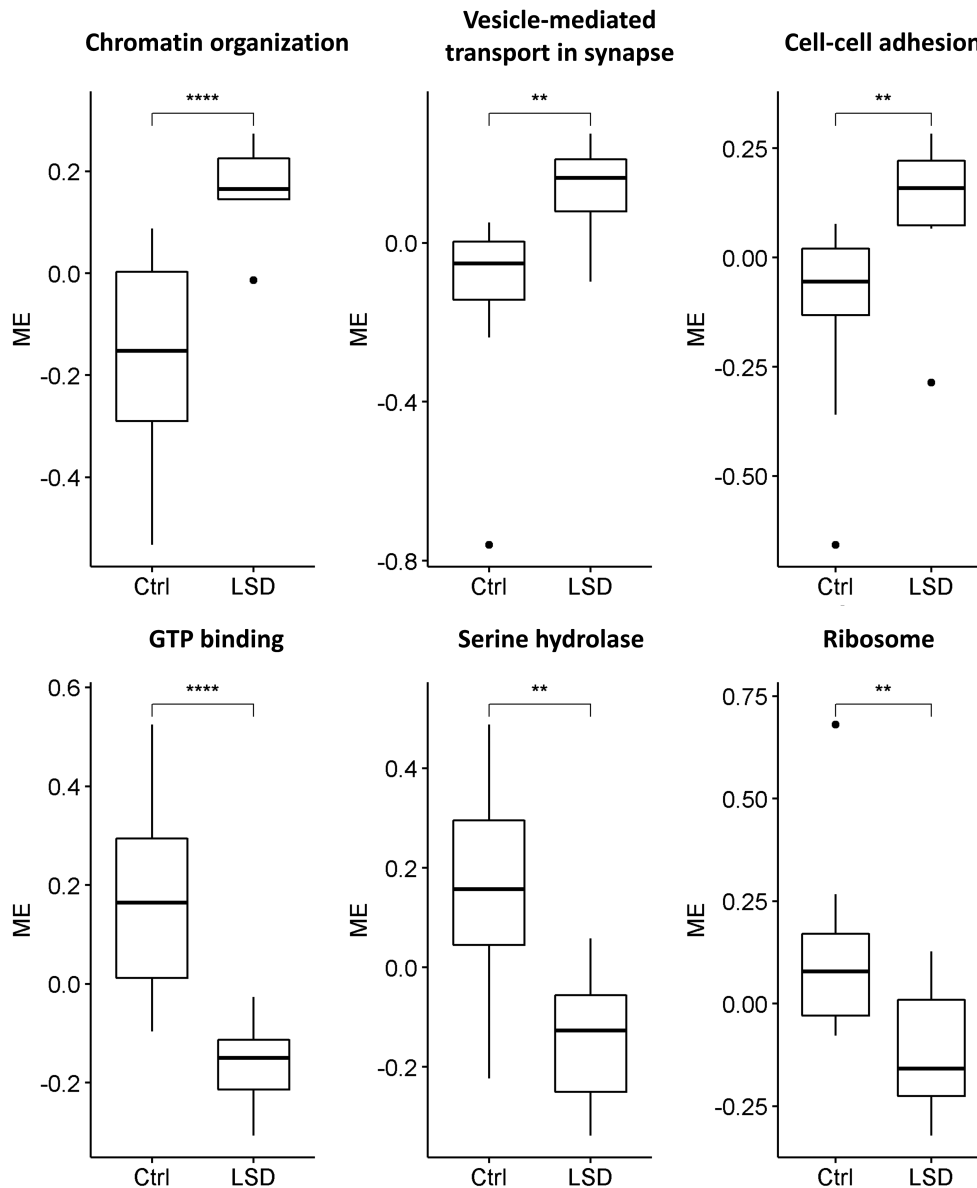 Chromatin organization
Vesicle-mediated
transport in synapse
Cell-cell adhesion
****
**
**
ME
0.2
0.0
-0.2
-0.4
ME
0.0
-0.4
-0.8
ME
0.25
0.00
-0.25
-0.50
Ctrl LSD
Ctrl LSD
Ctrl LSD
GTP binding
Serine hydrolase
Ribosome
****
**
**
ME
0.6
0.4
0.2
0.0
-0.2
ME
0.4
0.2
0.0
-0.2
ME
0.75
0.50
0.25
0.00
-0.25
Ctrl LSD
Ctrl LSD
Ctrl LSD